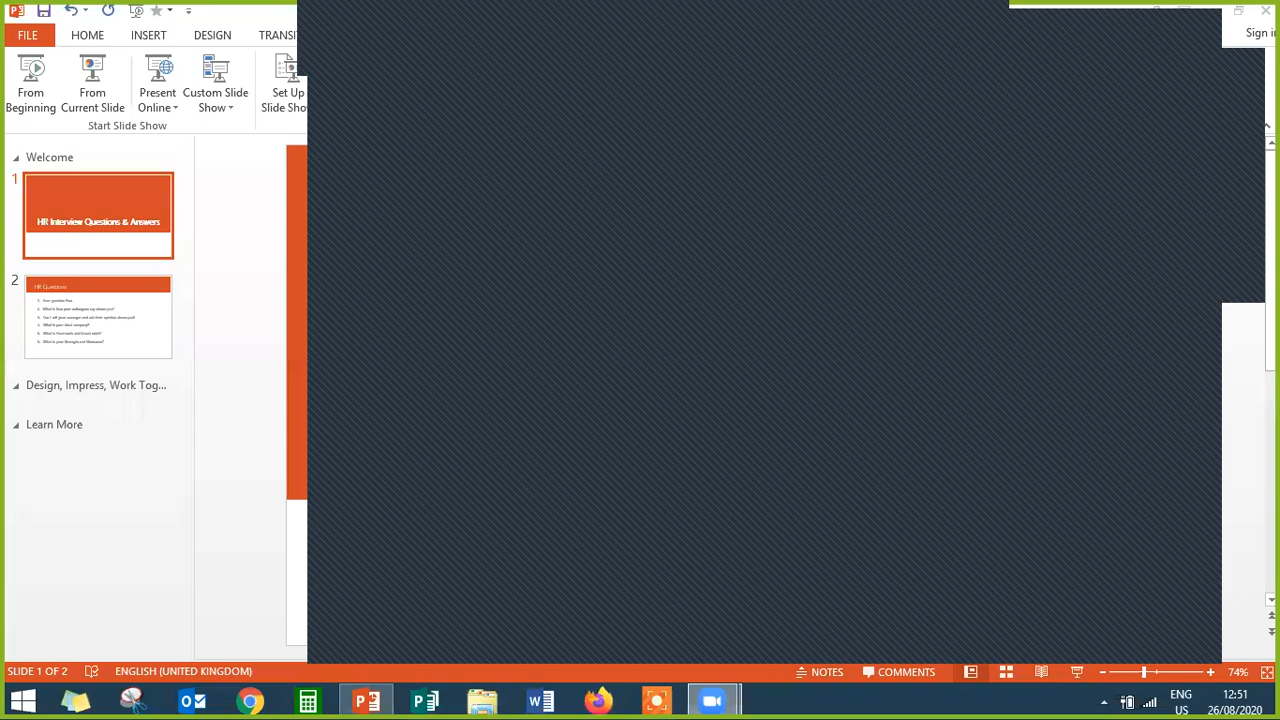 FILE
HOME
INSERT
DESIGN
TRANSI
Sign in
From
Beginning
From
Current Slide
Present
Online
Custom Slide
Show
Set Up
Slide Sho
Start Slide Show
Welcome
1
HR Interview Questions & Answers
2
HR Questions
Design, Impress, Work Tog...
Learn More
SLIDE 1 OF 2
ENGLISH (UNITED KINGDOM)
NOTES
COMMENTS
74%
ENG
US
12:51
26/08/2020